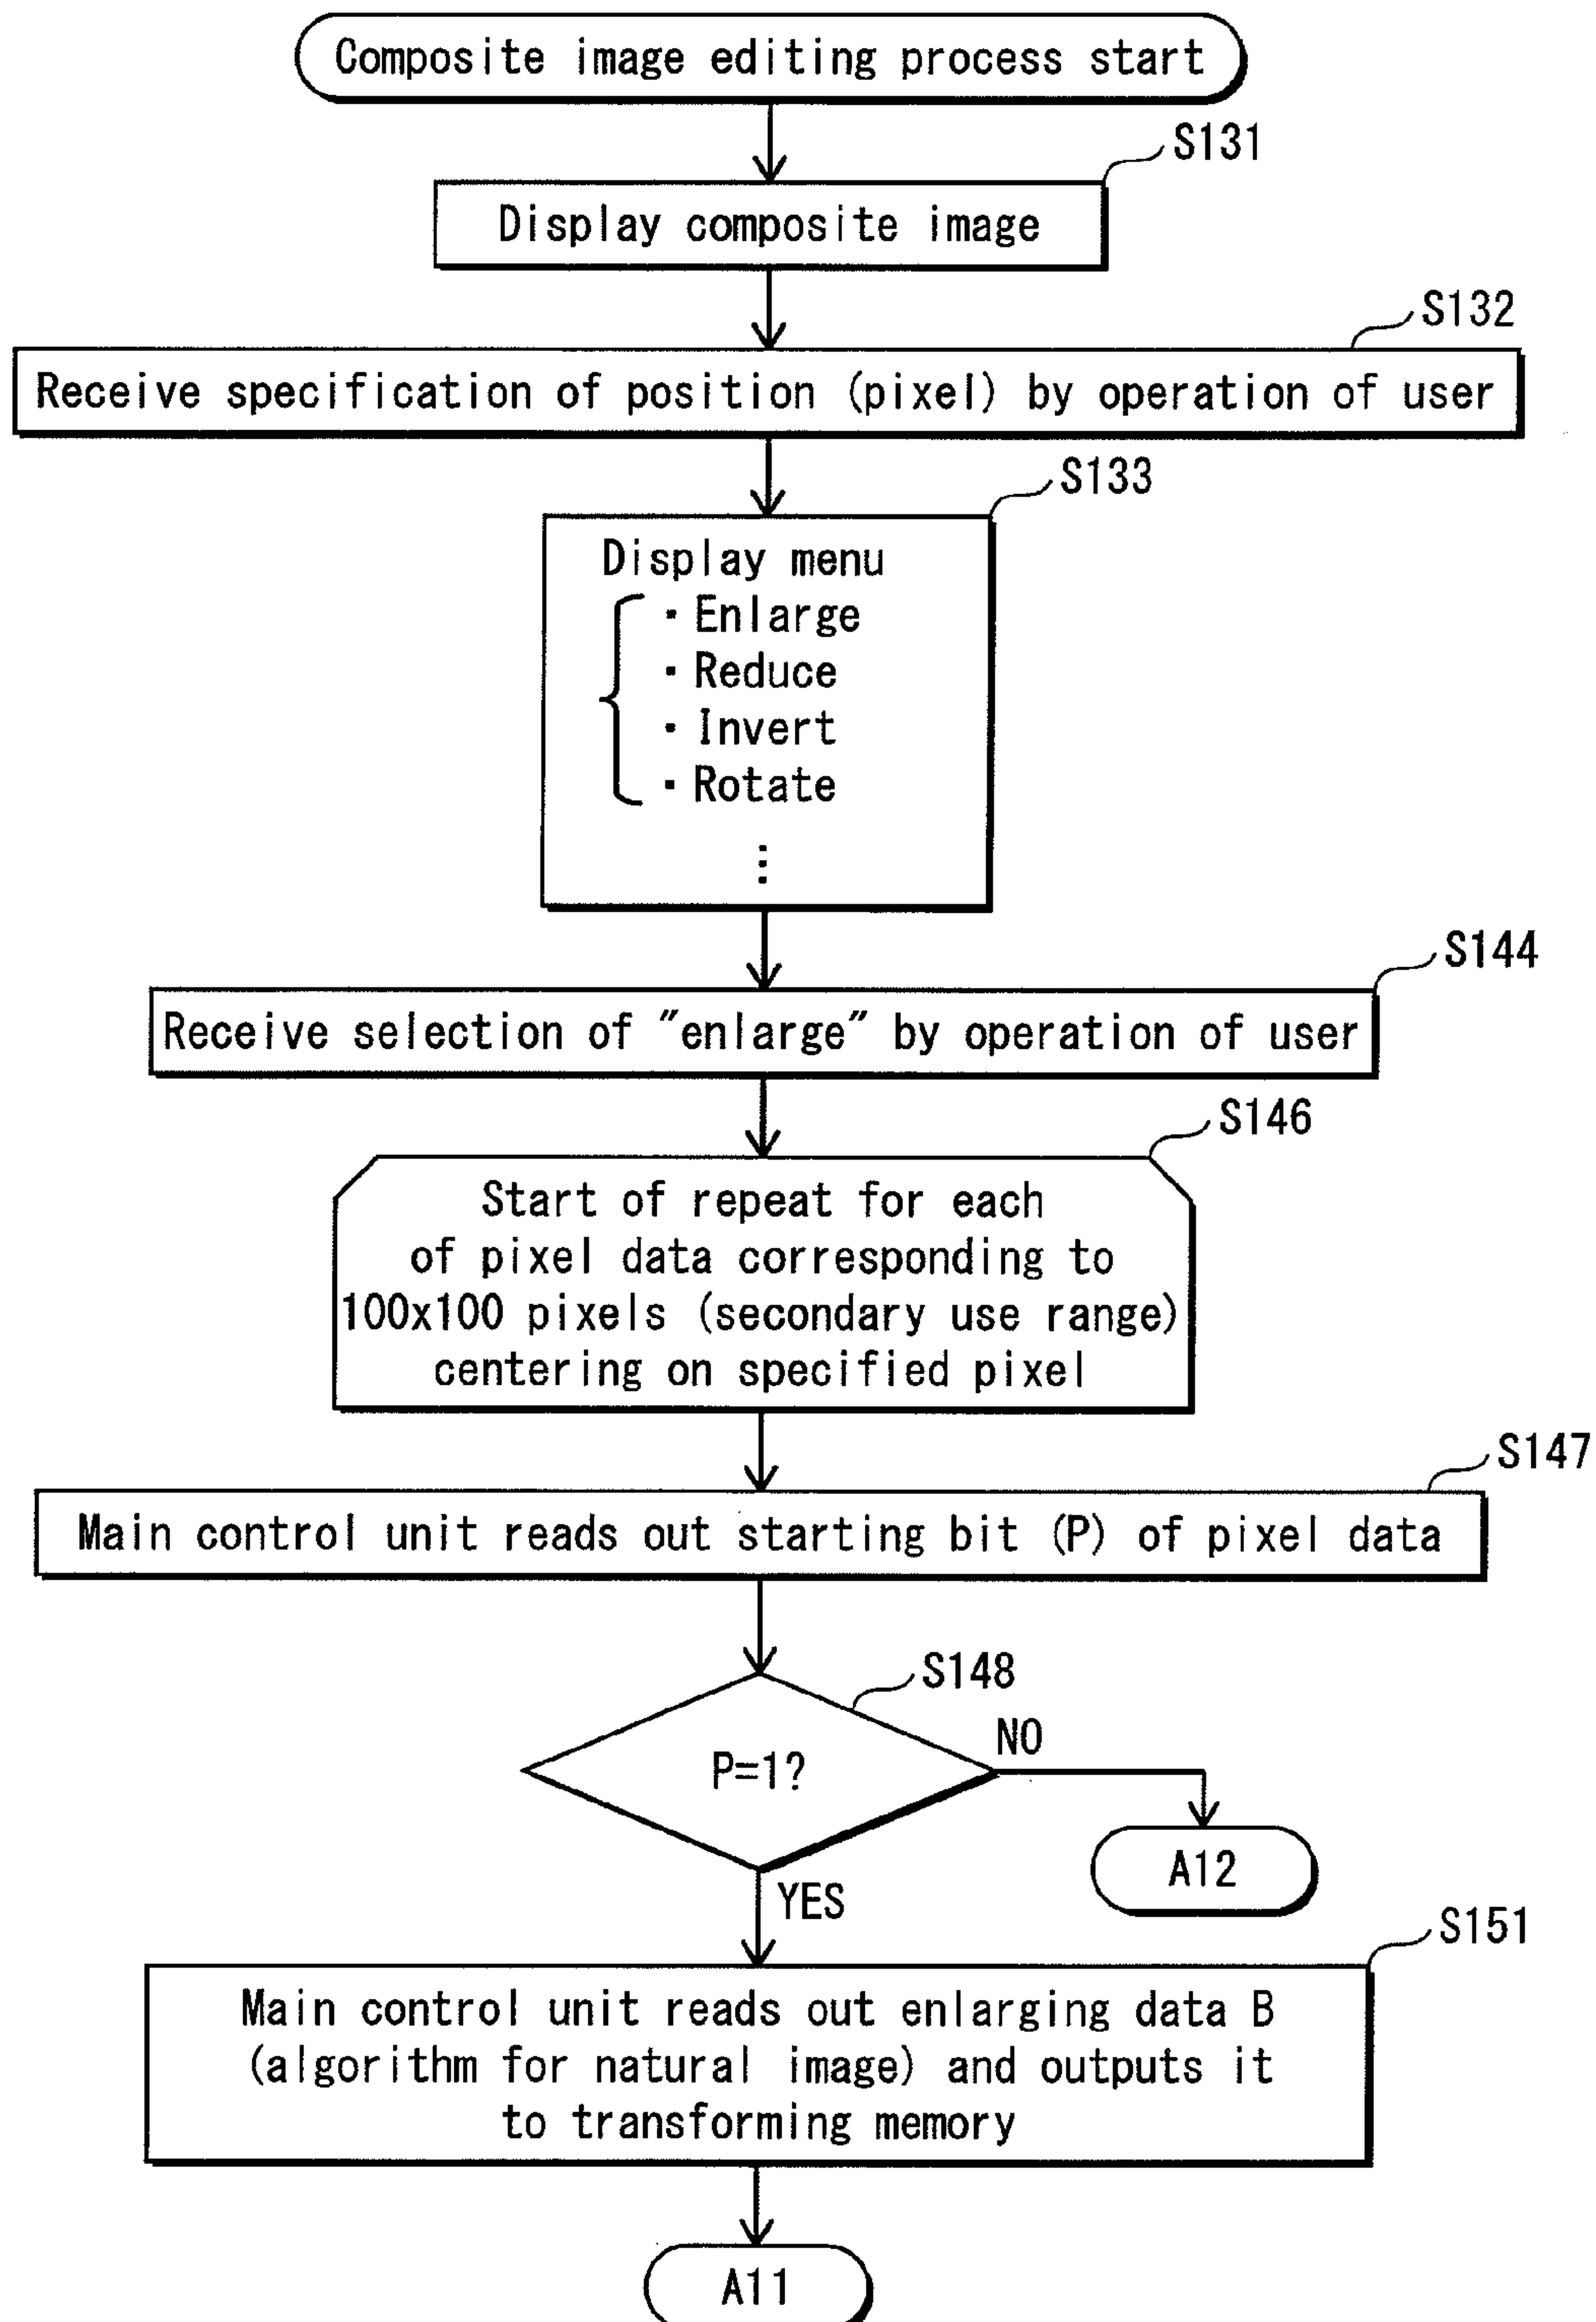 Composite image editing process start
S131
Display composite image
S132
Receive specification of position (pixel) by operation of user
S133
Display menu
・Enlarge
・Reduce
・Invert
・Rotate
⋮
S144
Receive selection of "enlarge" by operation of user
S146
Start of repeat for each
of pixel data corresponding to
100x100 pixels (secondary use range)
centering on specified pixel
S147
Main control unit reads out starting bit (P) of pixel data
S148
P=1?
NO
A12
YES
S151
Main control unit reads out enlarging data B
(algorithm for natural image) and outputs it
to transforming memory
A11